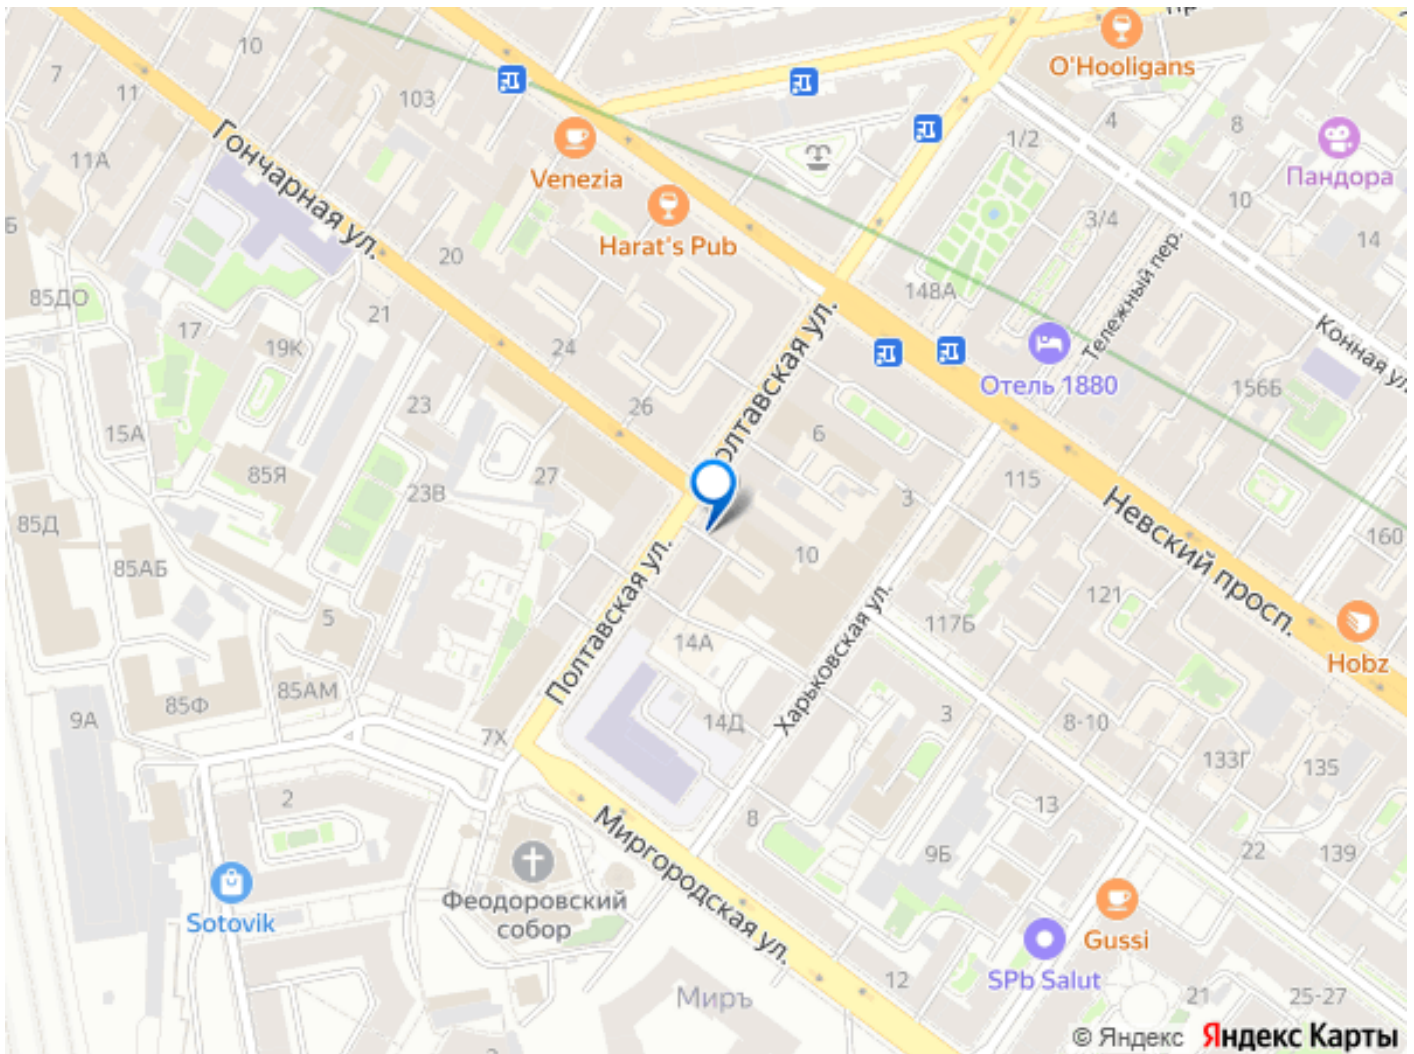 10
7
11
103
O'Hooligans
1/2
4
8
Пандора
11А
Гончарная ул.
Venezia
Harat's Pub
3/4
10
14
20
148А
Тележный пер.
85ДО
17
21
19К
24
Полтавская ул.
Отель 1880
Конная ул.
156Б
23
26
6
15А
85Я
23В
27
3
115
Невский просп.
160
85Д
85АБ
10
121
117Б
5
Полтавская ул.
14А
Харьковская ул.
Hobz
85АМ
85Ф
9А
7Х
14Д
3
8-10
133Г
135
2
8
13
Миргородская ул.
9Б
22
139
Sotovik
Феодоровский
собор
Gussi
SPb Salut
12
Миръ
21
25-27
© Яндекс Яндекс Карты